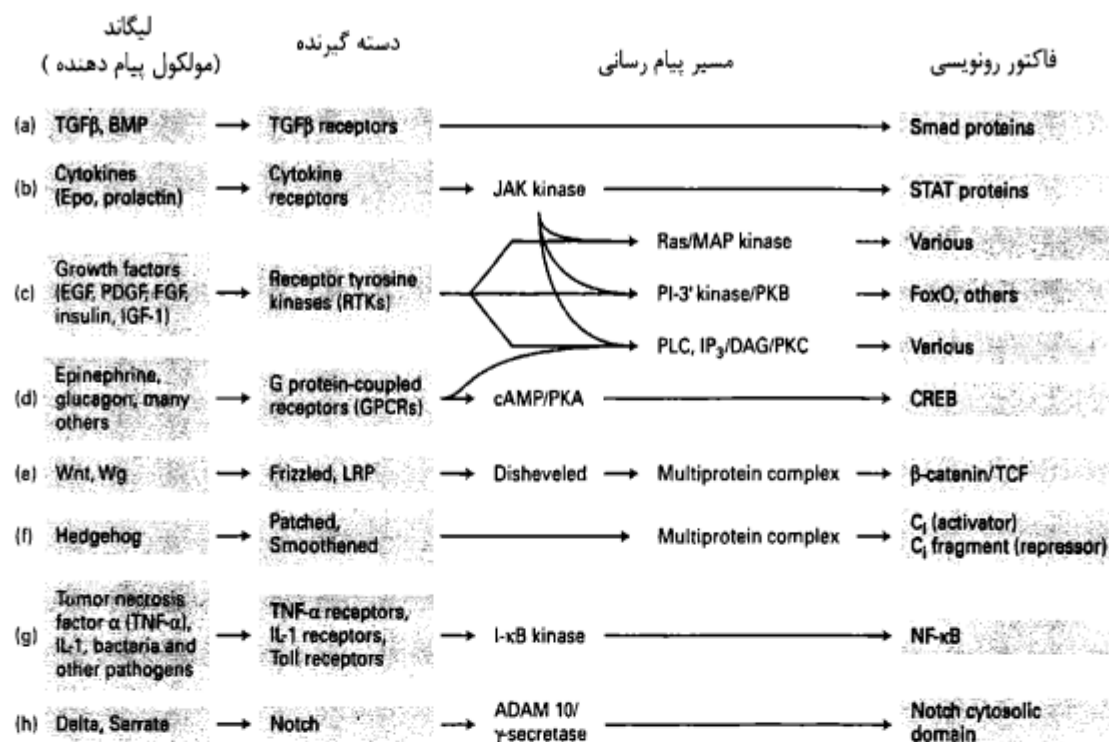 لیگاند
(مولکول پیام دهنده )
دسته گیرنده
مسیر پیام رسانی
فاکتور رونویسی
(a) TGFβ, BMP
TGFβ receptors
Smad proteins
(b) Cytokines
(Epo, prolactin)
Cytokine
receptors
JAK kinase
STAT proteins
Ras/MAP kinase
Various
(c) Growth factors
(EGF, PDGF, FGF,
insulin, IGF-1)
Receptor tyrosine
kinases (RTKs)
PI-3' kinase/PKB
FoxO, others
PLC, IP₃/DAG/PKC
Various
(d) Epinephrine,
glucagon, many
others
G protein-coupled
receptors (GPCRs)
cAMP/PKA
CREB
(e) Wnt, Wg
Frizzled, LRP
Disheveled
Multiprotein complex
β-catenin/TCF
(f) Hedgehog
Patched,
Smoothened
Multiprotein complex
Cᵢ (activator)
Cᵢ fragment (repressor)
(g) Tumor necrosis
factor α (TNF-α),
IL-1, bacteria and
other pathogens
TNF-α receptors,
IL-1 receptors,
Toll receptors
I-κB kinase
NF-κB
(h) Delta, Serrate
Notch
ADAM 10/
γ-secretase
Notch cytosolic
domain